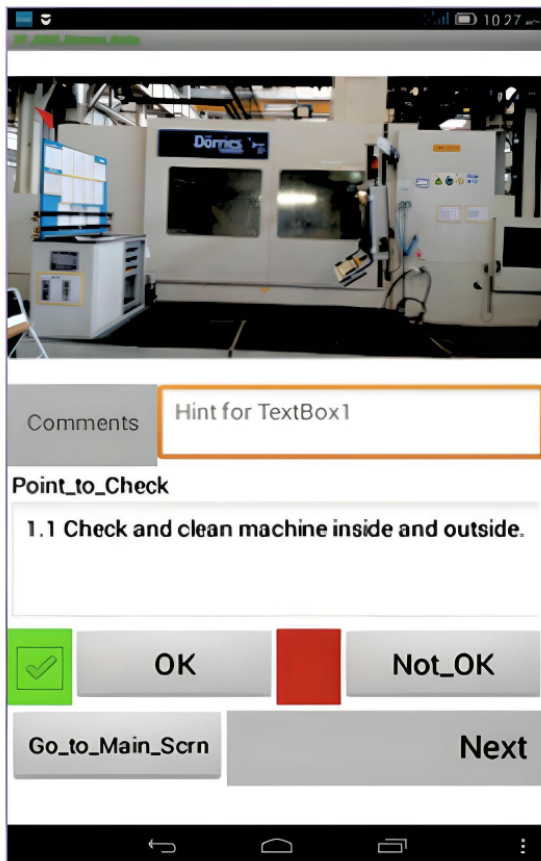 10 27
Dörries
Comments
Hint for TextBox1
Point_to_Check
1.1 Check and clean machine inside and outside.
OK
Not_OK
Go_to_Main_Scrn
Next